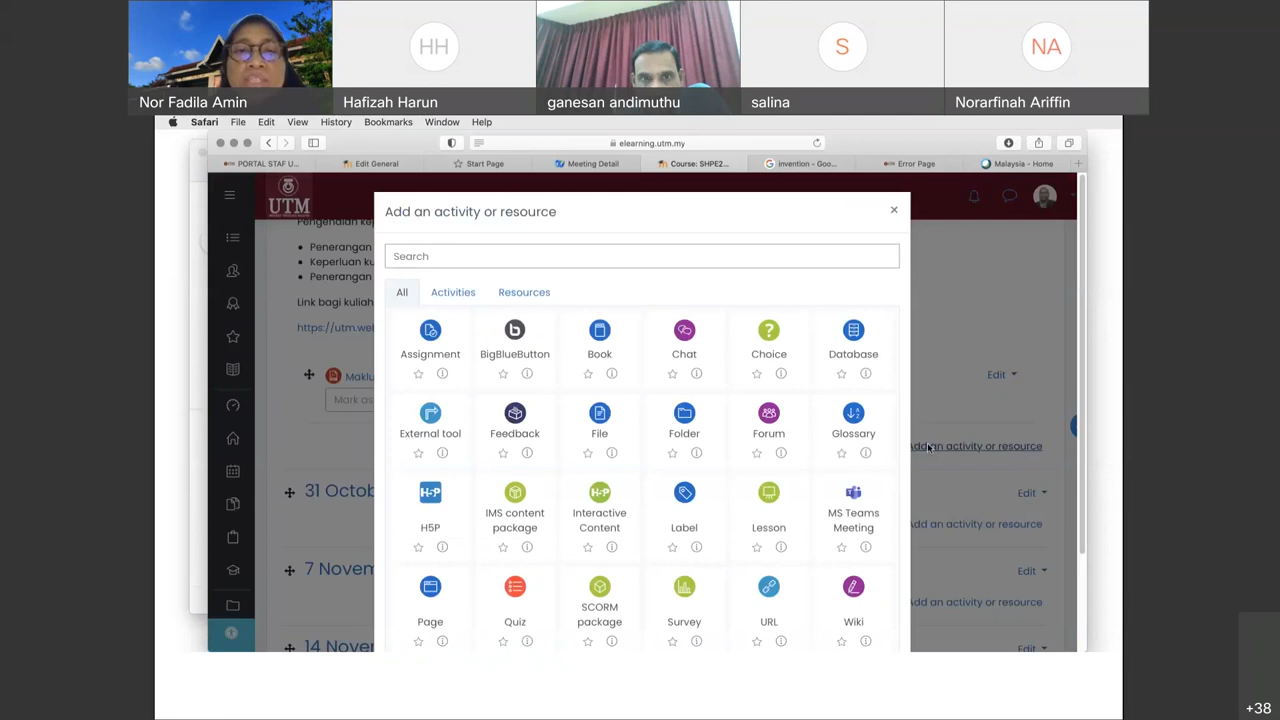 HH
S
NA
Nor Fadila Amin
Hafizah Harun
ganesan andimuthu
salina
Norarfinah Ariffin
Safari File Edit View History Bookmarks Window Help
elearning.utm.my
PORTAL STAF U...
Edit General
Start Page
Meeting Detail
Course: SHPE2...
invention - Goo...
Error Page
Malaysia - Home
UTM
Add an activity or resource
Search
All
Activities
Resources
Assignment
BigBlueButton
Book
Chat
Choice
Database
External tool
Feedback
File
Folder
Forum
Glossary
H5P
IMS content package
Interactive Content
Label
Lesson
MS Teams Meeting
Page
Quiz
SCORM package
Survey
URL
Wiki
Penerangan
Keperluan ku
Penerangan
Link bagi kuliah
https://utm.we
Maklu
Mark as
Edit
Add an activity or resource
31 Octob
Edit
Add an activity or resource
7 Novem
Edit
Add an activity or resource
14 Nover
Edit
+38